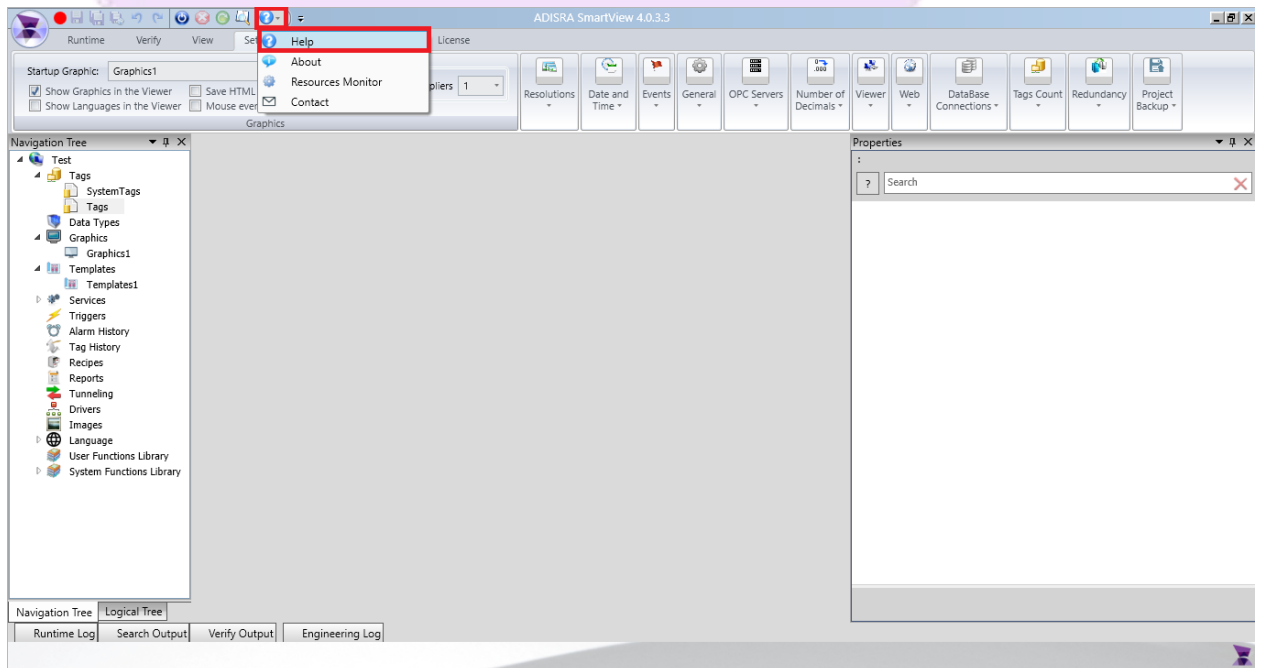 ADISRA SmartView 4.0.3.3
Runtime Verify View Set License
Help
About
Resources Monitor
Contact
Startup Graphic: Graphics1
Show Graphics in the Viewer Save HTML
Show Languages in the Viewer Mouse ever
pliers 1
Graphics
Resolutions
Date and Time
Events
General
OPC Servers
Number of Decimals
Viewer
Web
DataBase Connections
Tags Count
Redundancy
Project Backup
Navigation Tree
Test
Tags
SystemTags
Tags
Data Types
Graphics
Graphics1
Templates
Templates1
Services
Triggers
Alarm History
Tag History
Recipes
Reports
Tunneling
Drivers
Images
Language
User Functions Library
System Functions Library
Properties
:
? Search
Navigation Tree Logical Tree
Runtime Log Search Output Verify Output Engineering Log